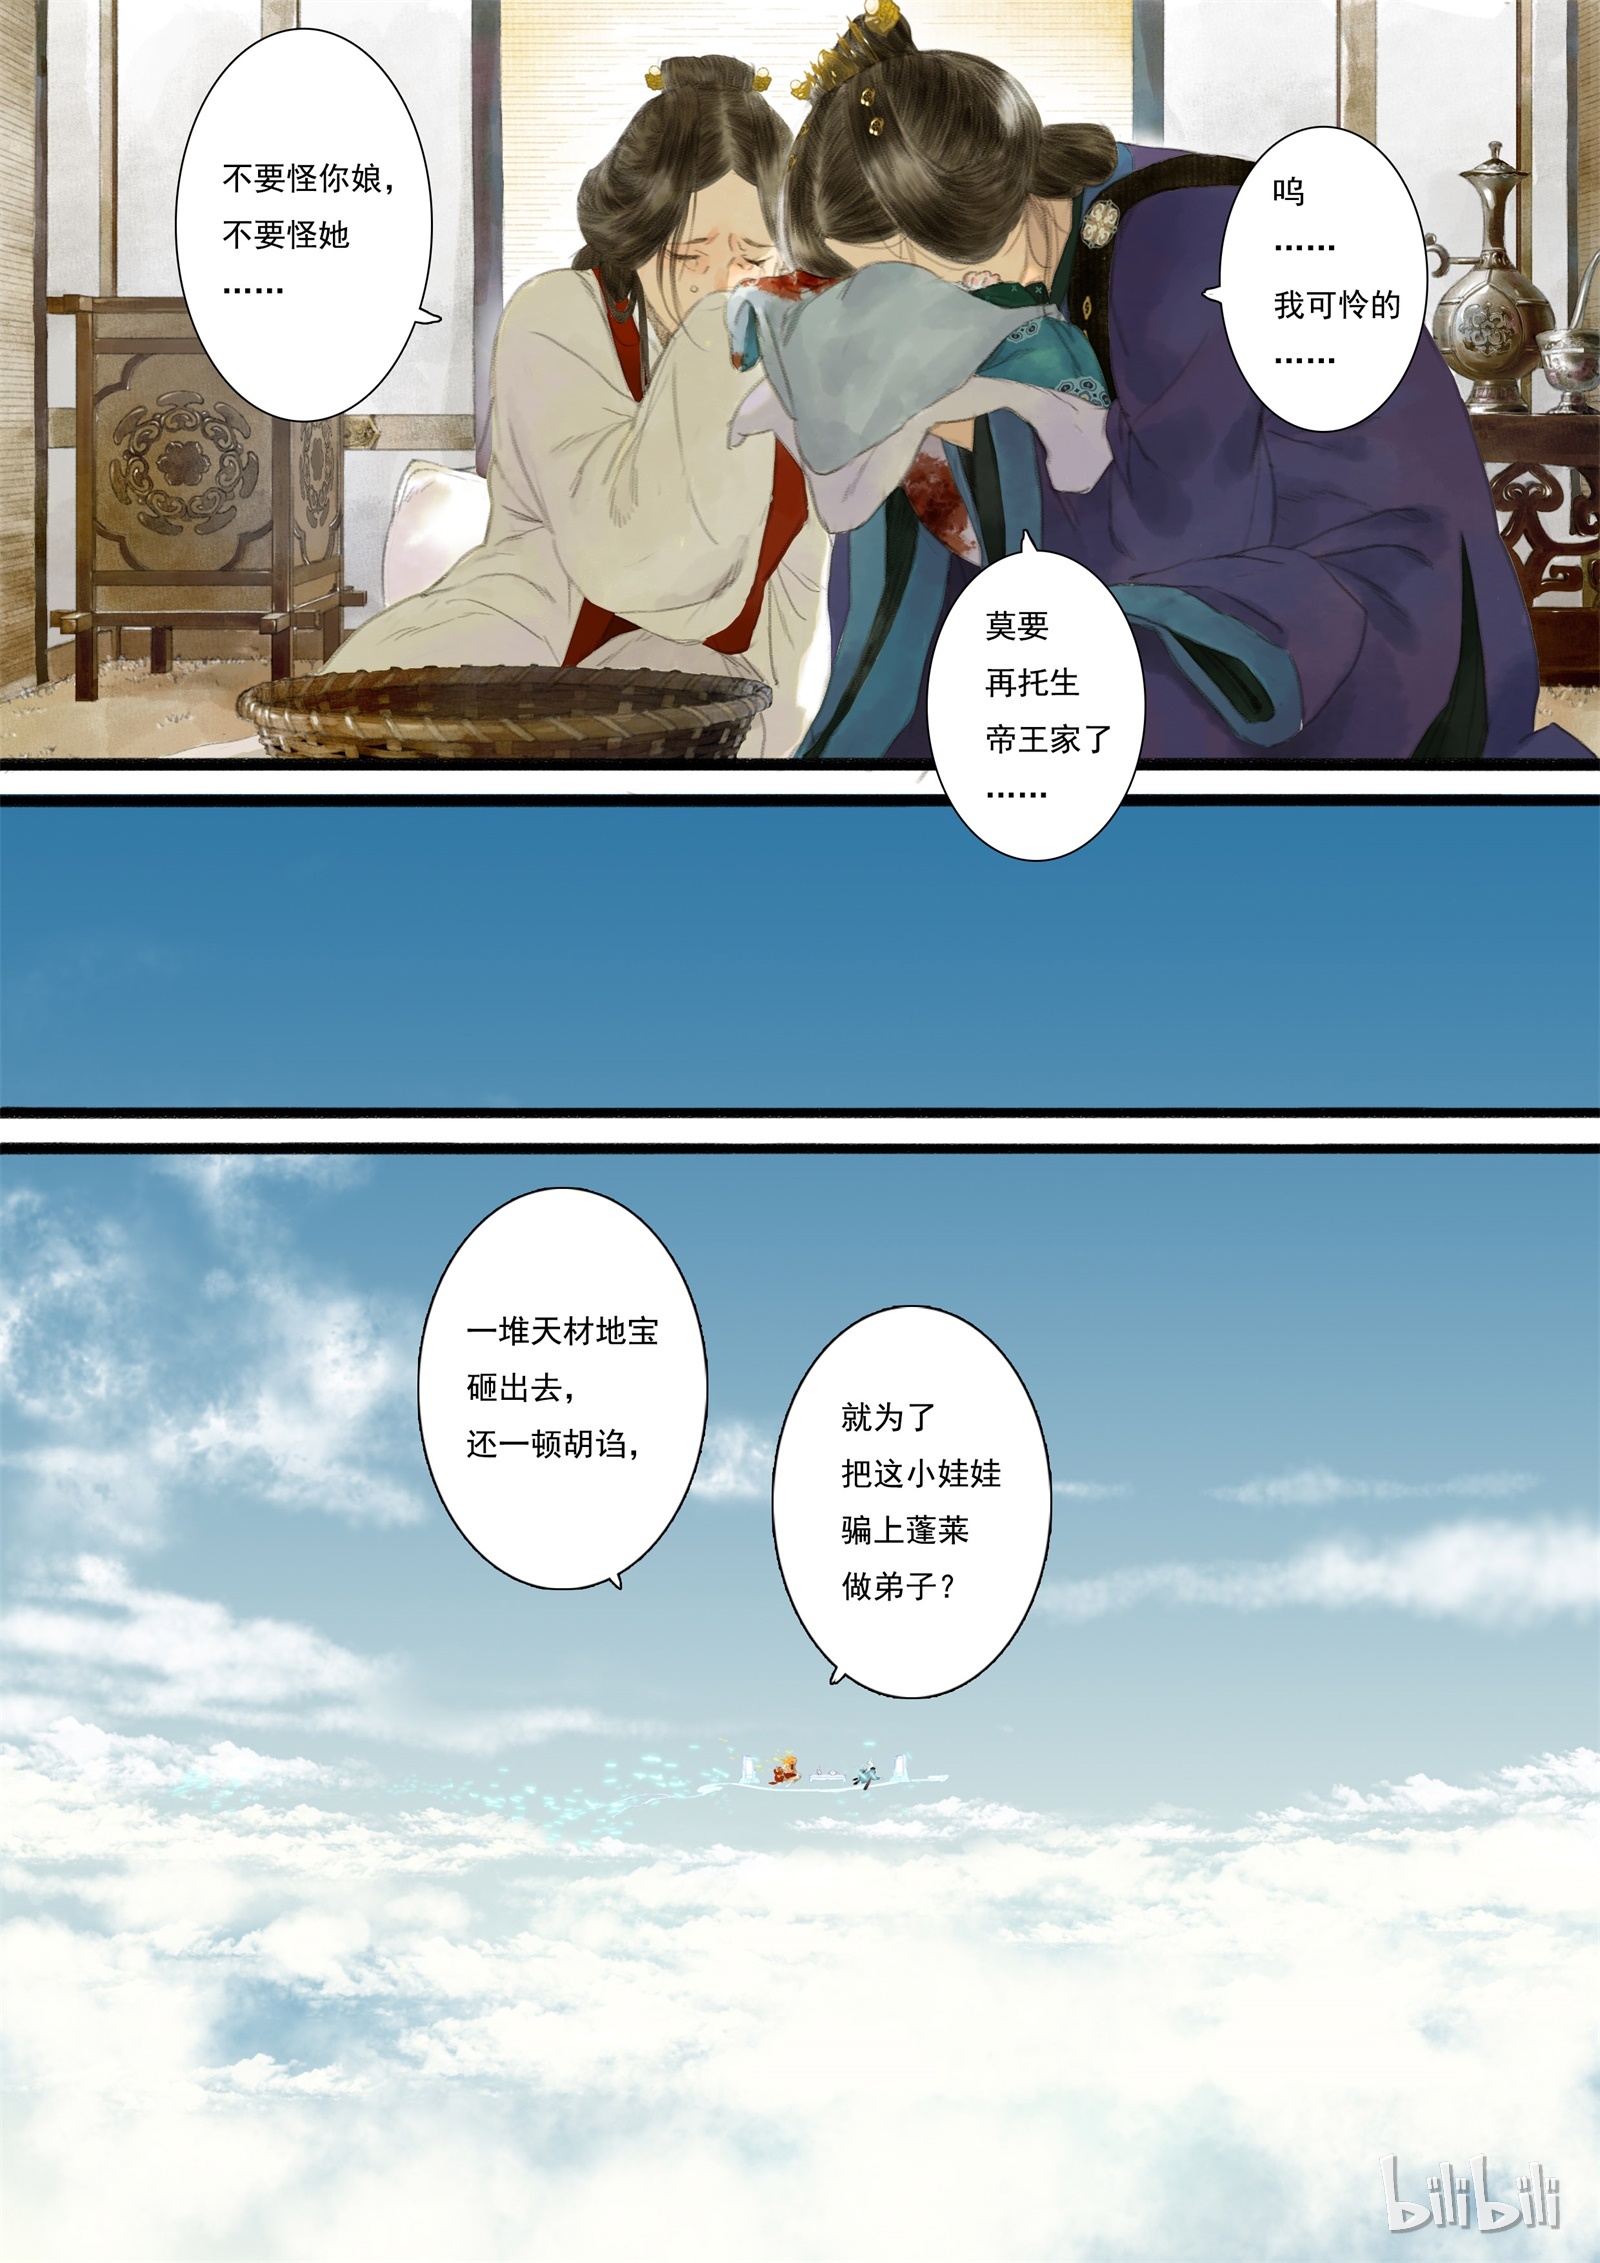 不要怪你娘，
不要怪她
……
呜
……
我可怜的
……
莫要
再托生
帝王家了
……
一堆天材地宝
砸出去，
还一顿胡诌，
就为了
把这小娃娃
骗上蓬莱
做弟子？
bilibili